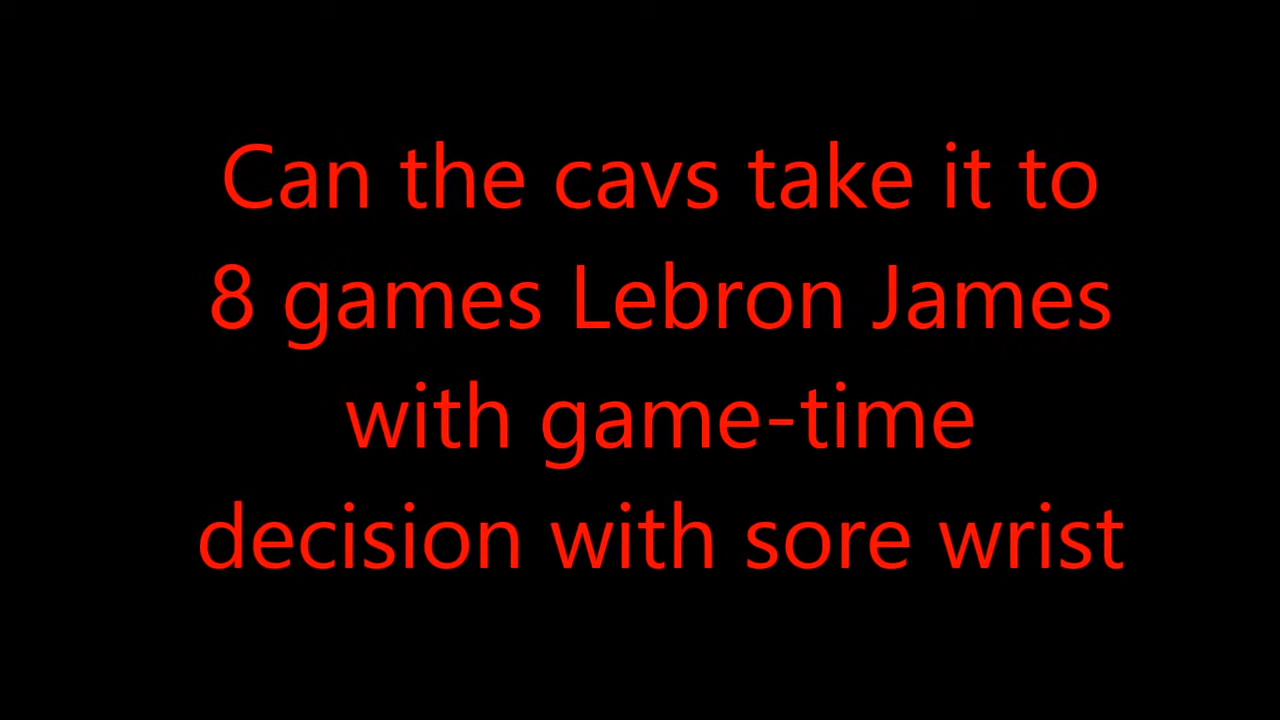 Can the cavs take it to
8 games Lebron James
with game-time
decision with sore wrist